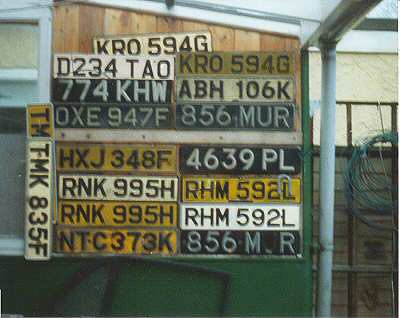 KRO 594G
D234 TAO
KRO 594G
774 KHW
ABH 106K
OXE 947F
856 MUR
TM
TMK 835F
HXJ 348F
4639 PL
RNK 995H
RHM 592L
RNK 995H
RHM 592L
NTC 373K
856 M R